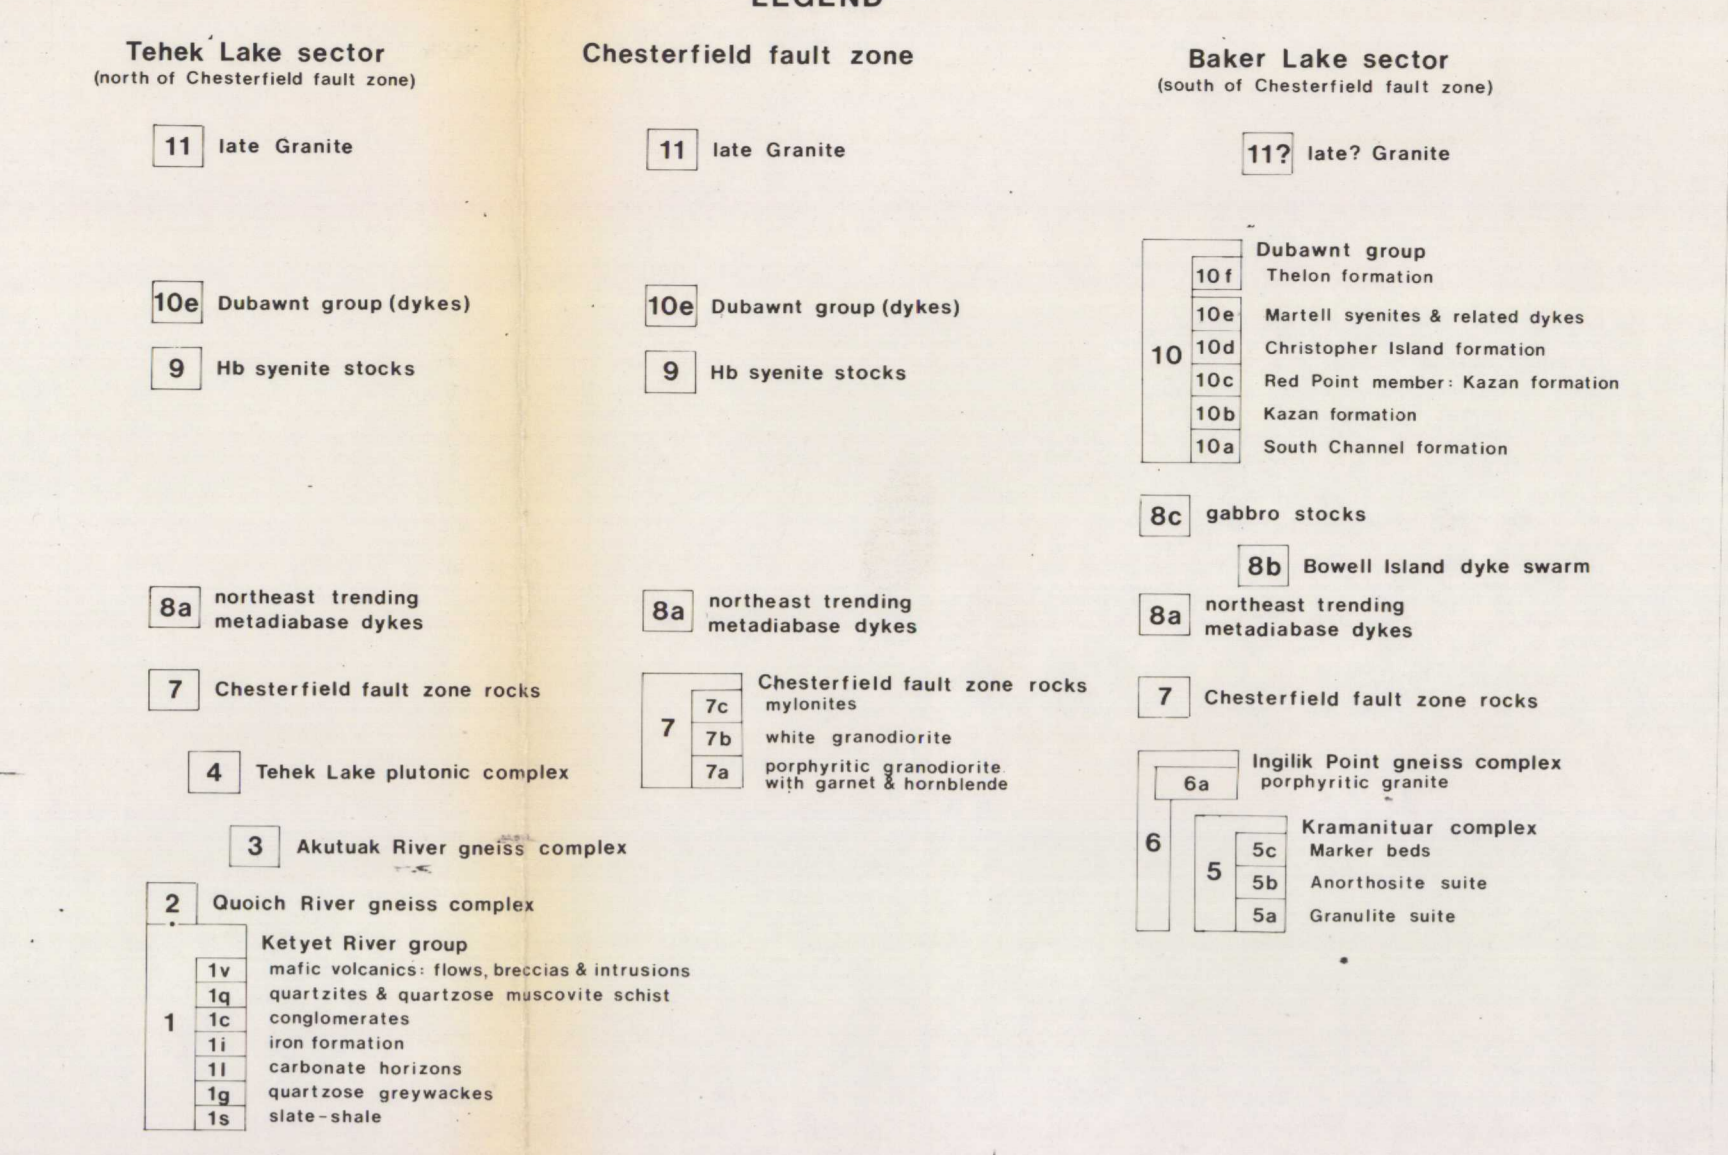 LEGEND
Tehek Lake sector
(north of Chesterfield fault zone)
11 late Granite
10e Dubawnt group (dykes)
9 Hb syenite stocks
8a northeast trending
metadiabase dykes
7 Chesterfield fault zone rocks
4 Tehek Lake plutonic complex
3 Akutuak River gneiss complex
2 Quoich River gneiss complex
1
Ketyet River group
1v mafic volcanics: flows, breccias & intrusions
1q quartzites & quartzose muscovite schist
1c conglomerates
1i iron formation
1l carbonate horizons
1g quartzose greywackes
1s slate-shale
Chesterfield fault zone
11 late Granite
10e Dubawnt group (dykes)
9 Hb syenite stocks
8a northeast trending
metadiabase dykes
7
Chesterfield fault zone rocks
7c mylonites
7b white granodiorite
7a porphyritic granodiorite
with garnet & hornblende
Baker Lake sector
(south of Chesterfield fault zone)
11? late? Granite
10
Dubawnt group
10f Thelon formation
10e Martell syenites & related dykes
10d Christopher Island formation
10c Red Point member: Kazan formation
10b Kazan formation
10a South Channel formation
8c gabbro stocks
8b Bowell Island dyke swarm
8a northeast trending
metadiabase dykes
7 Chesterfield fault zone rocks
6
Ingilik Point gneiss complex
6a porphyritic granite
5
Kramanituar complex
5c Marker beds
5b Anorthosite suite
5a Granulite suite